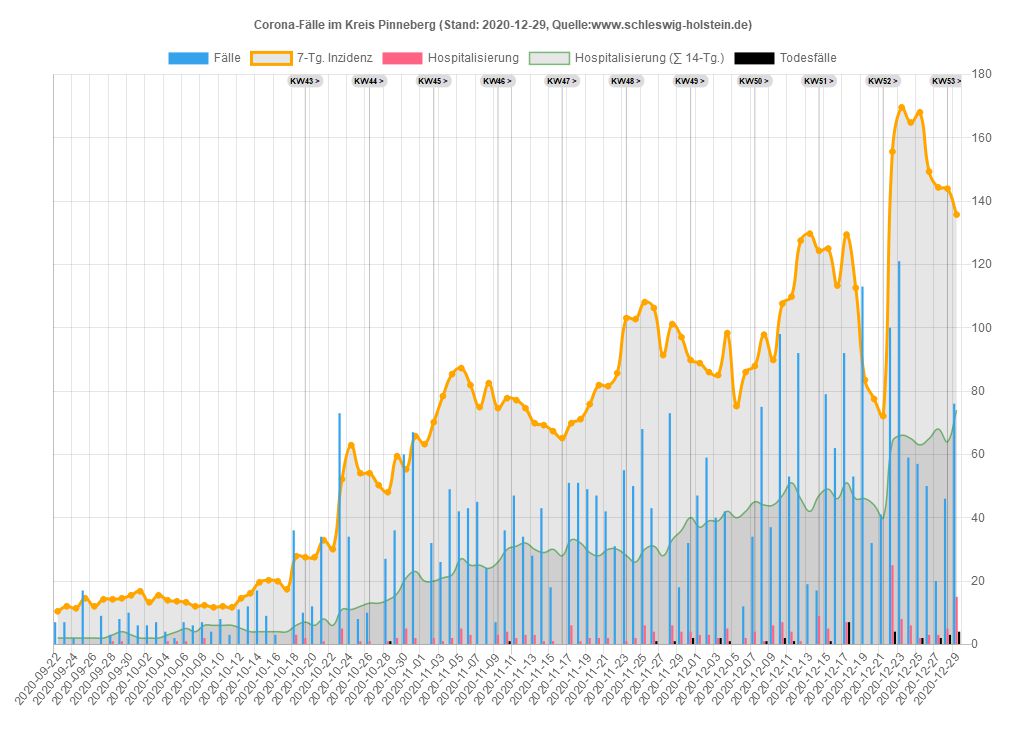 Corona-Fälle im Kreis Pinneberg (Stand: 2020-12-29, Quelle:www.schleswig-holstein.de)
Fälle 7-Tg. Inzidenz Hospitalisierung Hospitalisierung (∑ 14-Tg.) Todesfälle
KW43 > KW44 > KW45 > KW46 > KW47 > KW48 > KW49 > KW50 > KW51 > KW52 > KW53 >
180
160
140
120
100
80
60
40
20
0
2020-09-22 2020-09-24 2020-09-26 2020-09-28 2020-09-30 2020-10-02 2020-10-04 2020-10-06 2020-10-08 2020-10-10 2020-10-12 2020-10-14 2020-10-16 2020-10-18 2020-10-20 2020-10-22 2020-10-24 2020-10-26 2020-10-28 2020-10-30 2020-11-01 2020-11-03 2020-11-05 2020-11-07 2020-11-09 2020-11-11 2020-11-13 2020-11-15 2020-11-17 2020-11-19 2020-11-21 2020-11-23 2020-11-25 2020-11-27 2020-11-29 2020-12-01 2020-12-03 2020-12-05 2020-12-07 2020-12-09 2020-12-11 2020-12-13 2020-12-15 2020-12-17 2020-12-19 2020-12-21 2020-12-23 2020-12-25 2020-12-27 2020-12-29